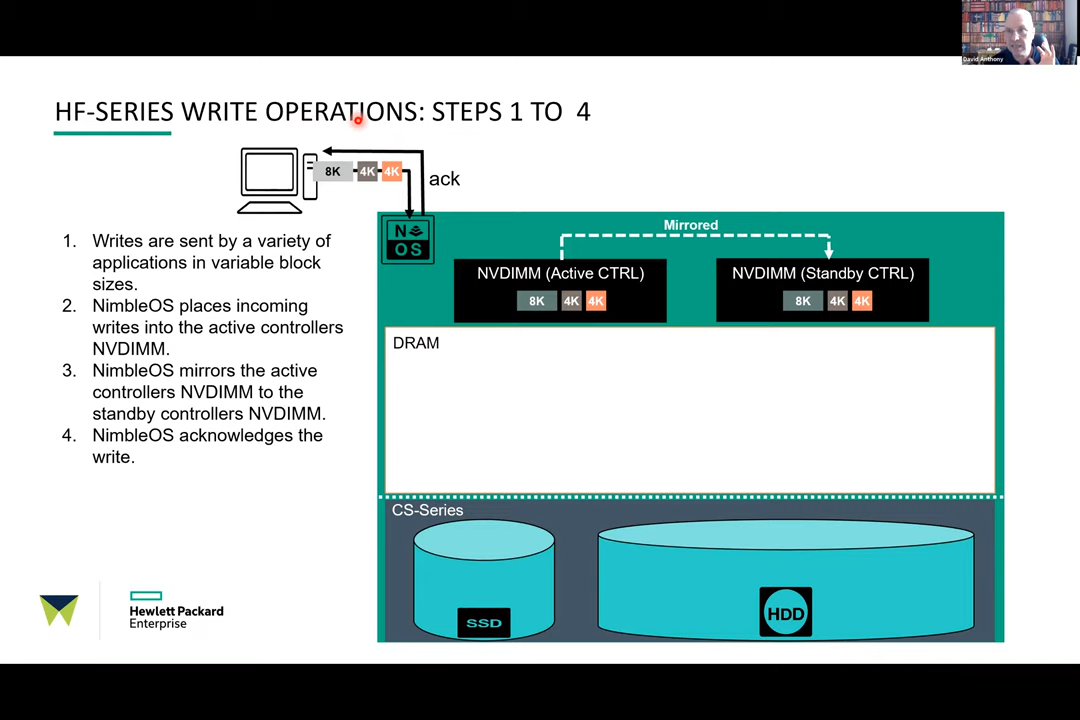 David Anthony
HF-SERIES WRITE OPERATIONS: STEPS 1 TO 4
8K 4K 4K
ack
N
OS
Mirrored
1. Writes are sent by a variety of
applications in variable block
sizes.
2. NimbleOS places incoming
writes into the active controllers
NVDIMM.
3. NimbleOS mirrors the active
controllers NVDIMM to the
standby controllers NVDIMM.
4. NimbleOS acknowledges the
write.
NVDIMM (Active CTRL)
8K 4K 4K
NVDIMM (Standby CTRL)
8K 4K 4K
DRAM
CS-Series
SSD
HDD
Hewlett Packard
Enterprise